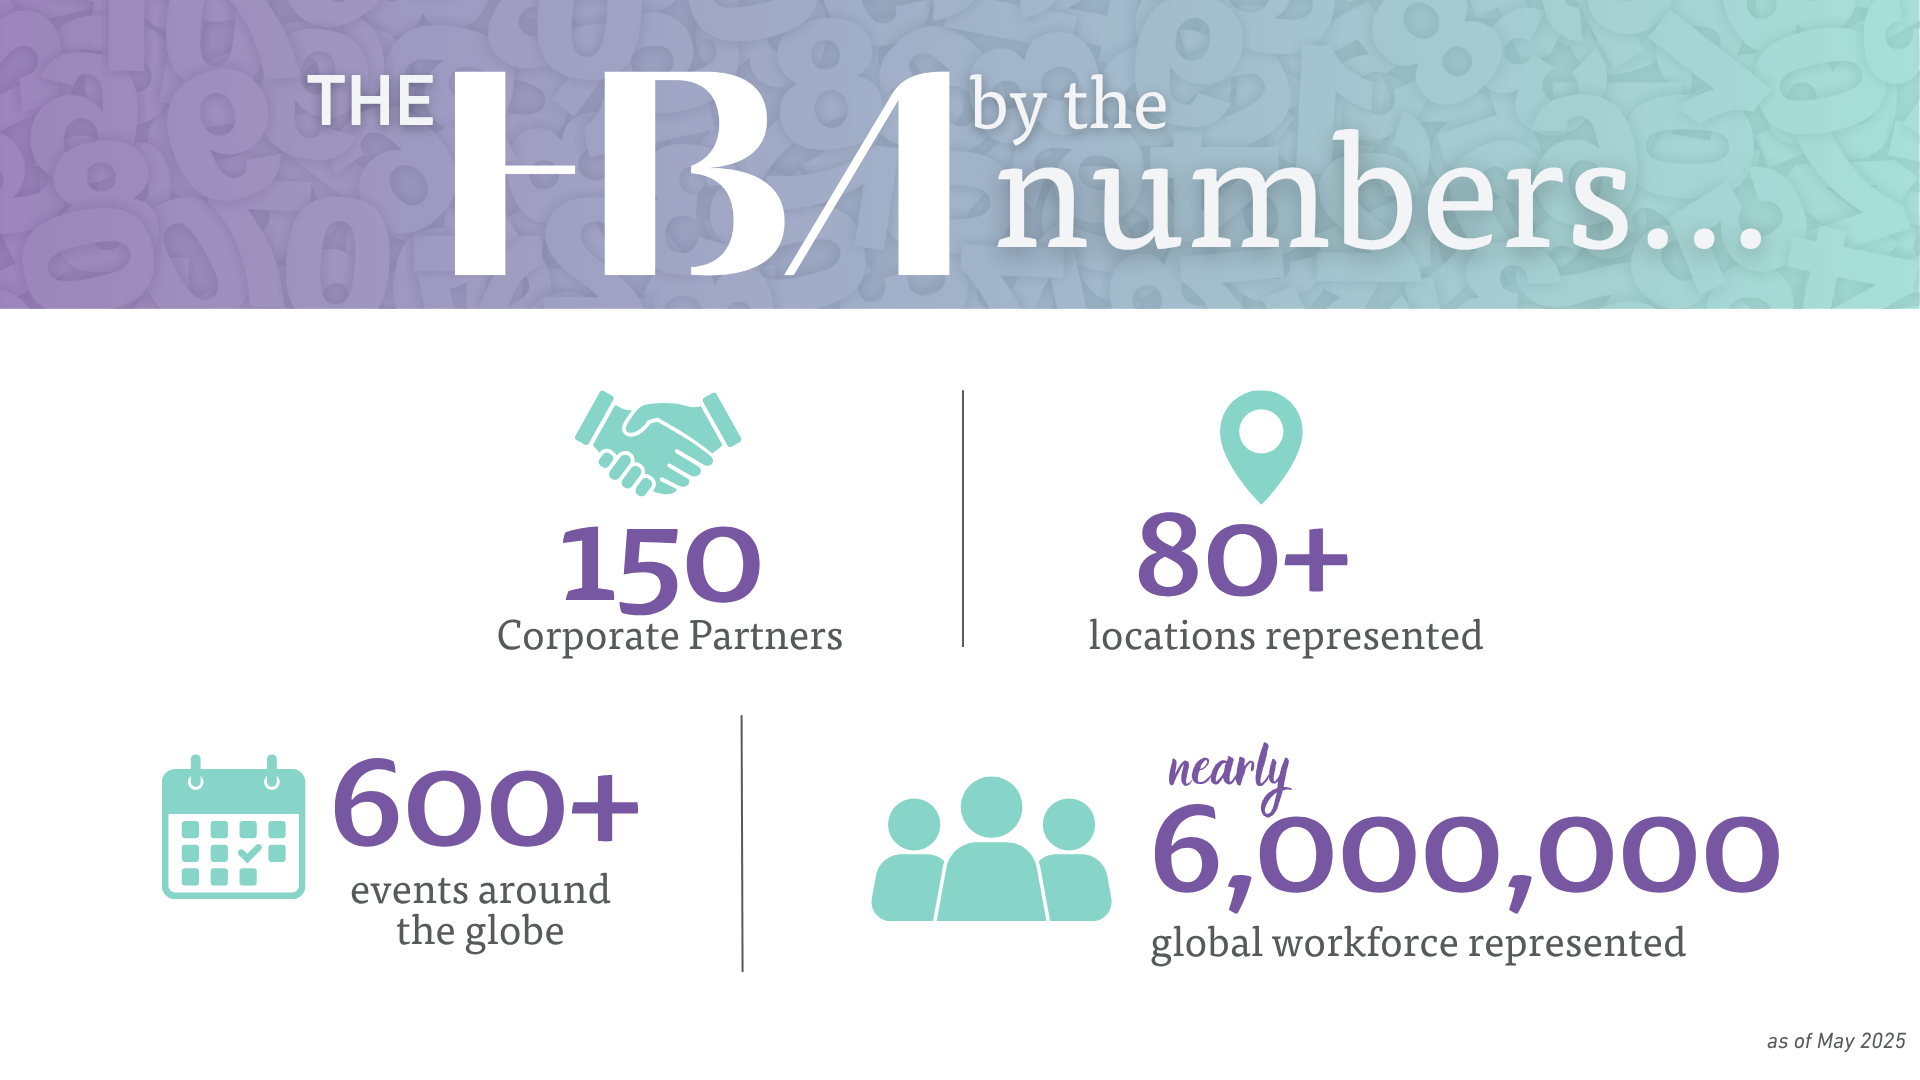 THE HBA by the
numbers...
150
Corporate Partners
80+
locations represented
600+
events around
the globe
nearly
6,000,000
global workforce represented
as of May 2025